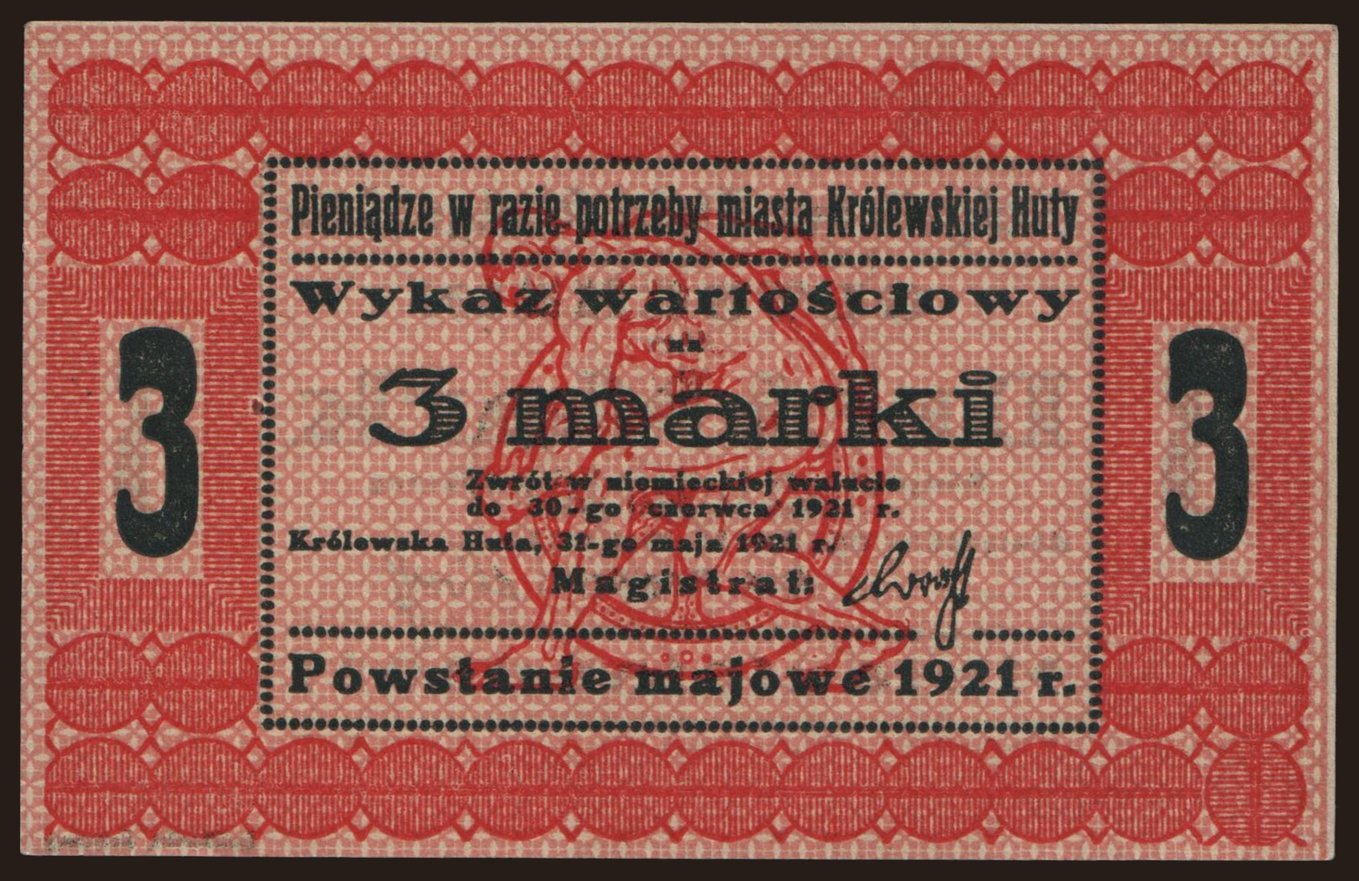 Pieniądze w razie potrzeby miasta Królewskiej Huty
Wykaz wartościowy
na
3 marki
3
3
Zwrót w niemieckiej walucie
do 30-go czerwca 1921 r.
Królewska Huta, 31-go maja 1921 r.
Magistrat:
Powstanie majowe 1921 r.